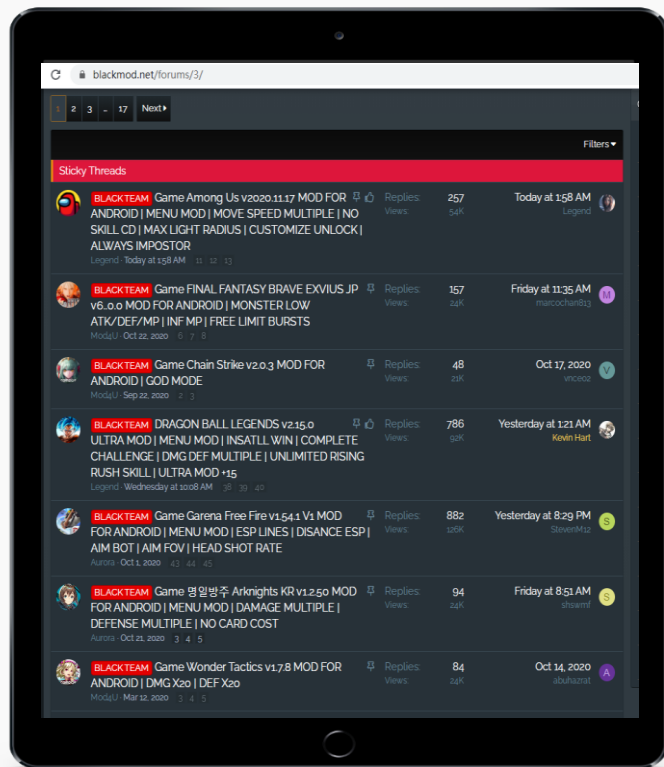 blackmod.net/forums/3/
1 2 3 … 17 Next
Filters
Sticky Threads
BLACKTEAM Game Among Us v2020.11.17 MOD FOR
ANDROID | MENU MOD | MOVE SPEED MULTIPLE | NO
SKILL CD | MAX LIGHT RADIUS | CUSTOMIZE UNLOCK |
ALWAYS IMPOSTOR
Legend · Today at 1:58 AM 11 12 13
Replies: 257
Views: 54K
Today at 1:58 AM
Legend
BLACKTEAM Game FINAL FANTASY BRAVE EXVIUS JP
v6..0.0 MOD FOR ANDROID | MONSTER LOW
ATK/DEF/MP | INF MP | FREE LIMIT BURSTS
Mod4U · Oct 22, 2020 6 7 8
Replies: 157
Views: 24K
Friday at 11:35 AM
marcochan813
M
BLACKTEAM Game Chain Strike v2.0.3 MOD FOR
ANDROID | GOD MODE
Mod4U · Sep 22, 2020 2 3
Replies: 48
Views: 21K
Oct 17, 2020
vnce02
V
BLACKTEAM DRAGON BALL LEGENDS v2.15.0
ULTRA MOD | MENU MOD | INSATLL WIN | COMPLETE
CHALLENGE | DMG DEF MULTIPLE | UNLIMITED RISING
RUSH SKILL | ULTRA MOD +15
Legend · Wednesday at 10:08 AM 38 39 40
Replies: 786
Views: 92K
Yesterday at 1:21 AM
Kevin Hart
BLACKTEAM Game Garena Free Fire v1.54.1 V1 MOD
FOR ANDROID | MENU MOD | ESP LINES | DISANCE ESP |
AIM BOT | AIM FOV | HEAD SHOT RATE
Aurora · Oct 1, 2020 43 44 45
Replies: 882
Views: 126K
Yesterday at 8:29 PM
StevenM12
S
BLACKTEAM Game 명일방주 Arknights KR v1.2.50 MOD
FOR ANDROID | MENU MOD | DAMAGE MULTIPLE |
DEFENSE MULTIPLE | NO CARD COST
Aurora · Oct 21, 2020 3 4 5
Replies: 94
Views: 24K
Friday at 8:51 AM
shswmf
S
BLACKTEAM Game Wonder Tactics v1.7.8 MOD FOR
ANDROID | DMG X20 | DEF X20
Mod4U · Mar 12, 2020 3 4 5
Replies: 84
Views: 24K
Oct 14, 2020
abuhazrat
A